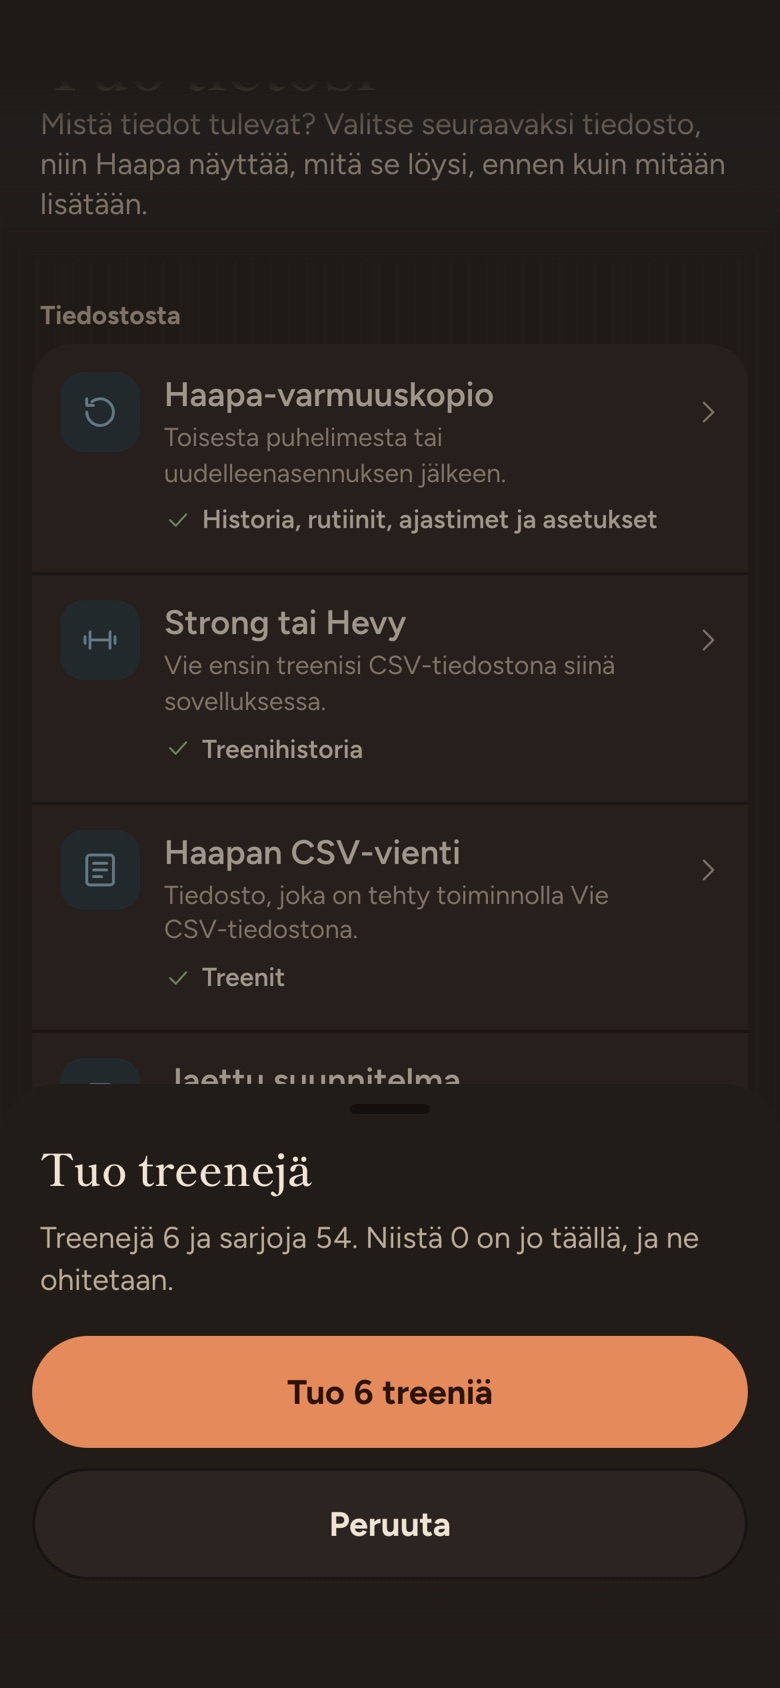 Tuo tietosi
Mistä tiedot tulevat? Valitse seuraavaksi tiedosto,
niin Haapa näyttää, mitä se löysi, ennen kuin mitään
lisätään.
Tiedostosta
Haapa-varmuuskopio
Toisesta puhelimesta tai
uudelleenasennuksen jälkeen.
Historia, rutiinit, ajastimet ja asetukset
Strong tai Hevy
Vie ensin treenisi CSV-tiedostona siinä
sovelluksessa.
Treenihistoria
Haapan CSV-vienti
Tiedosto, joka on tehty toiminnolla Vie
CSV-tiedostona.
Treenit
Jaettu suunnitelma
Tuo treenejä
Treenejä 6 ja sarjoja 54. Niistä 0 on jo täällä, ja ne
ohitetaan.
Tuo 6 treeniä
Peruuta